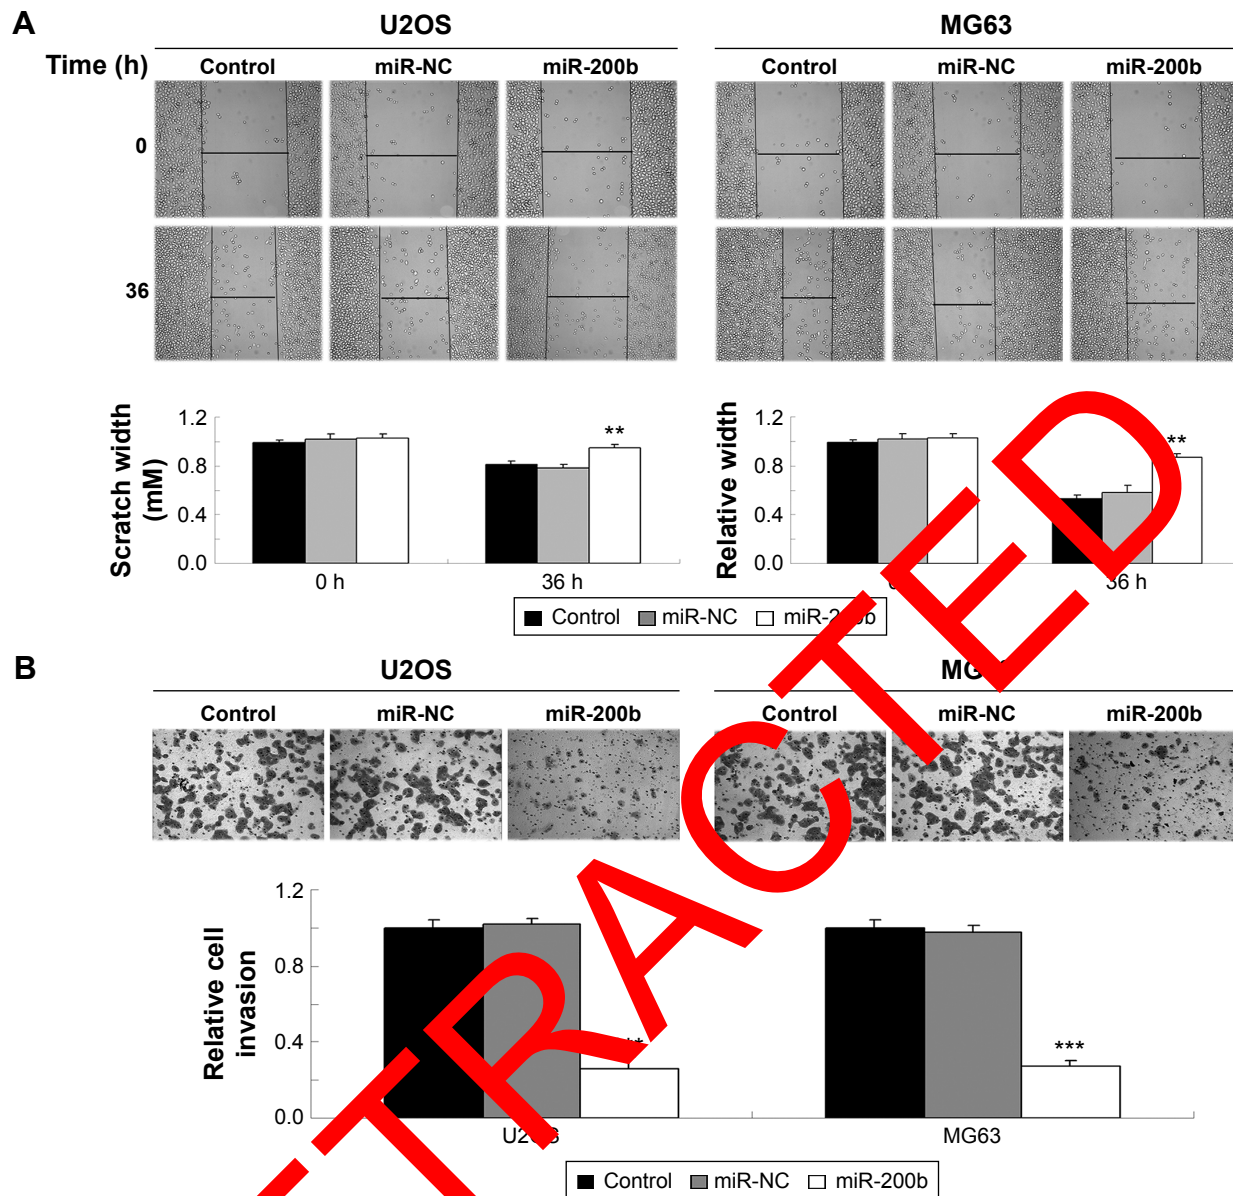 A
U2OS
MG63
Time (h)
Control miR-NC miR-200b Control miR-NC miR-200b
0
36
Scratch width
(mM)
1.2
0.8
0.4
0.0
**
0 h 36 h
Relative width
1.2
0.8
0.4
0.0
**
36 h
Control miR-NC miR-200b
B
U2OS
Control miR-NC miR-200b Control miR-NC miR-200b
Relative cell
invasion
1.2
0.8
0.4
0.0
***
MG63
Control miR-NC miR-200b
TRACTED